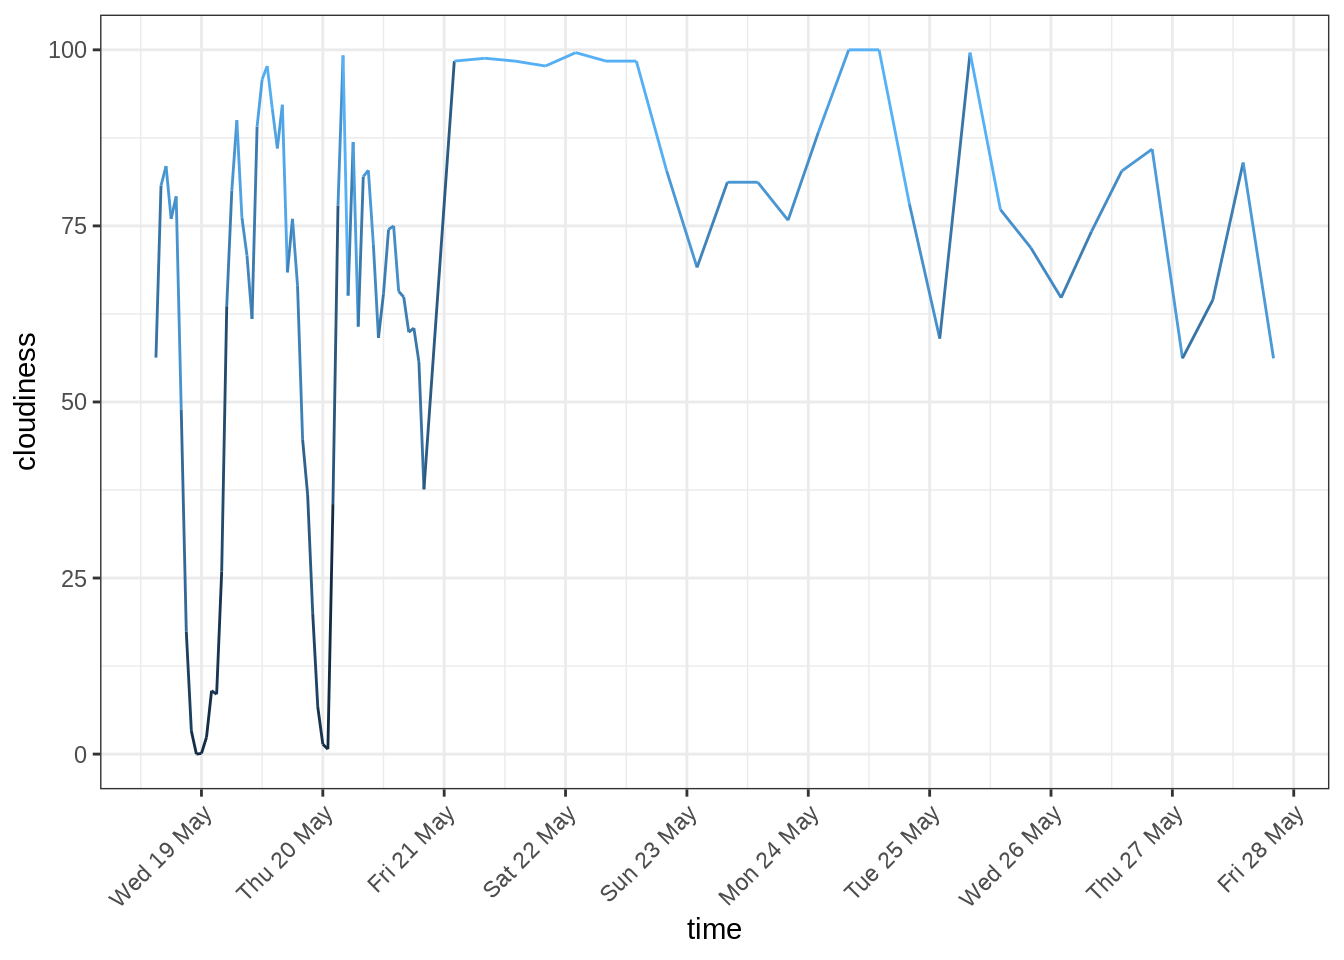 cloudiness
100
75
50
25
0
Wed 19 May
Thu 20 May
Fri 21 May
Sat 22 May
Sun 23 May
Mon 24 May
Tue 25 May
Wed 26 May
Thu 27 May
Fri 28 May
time